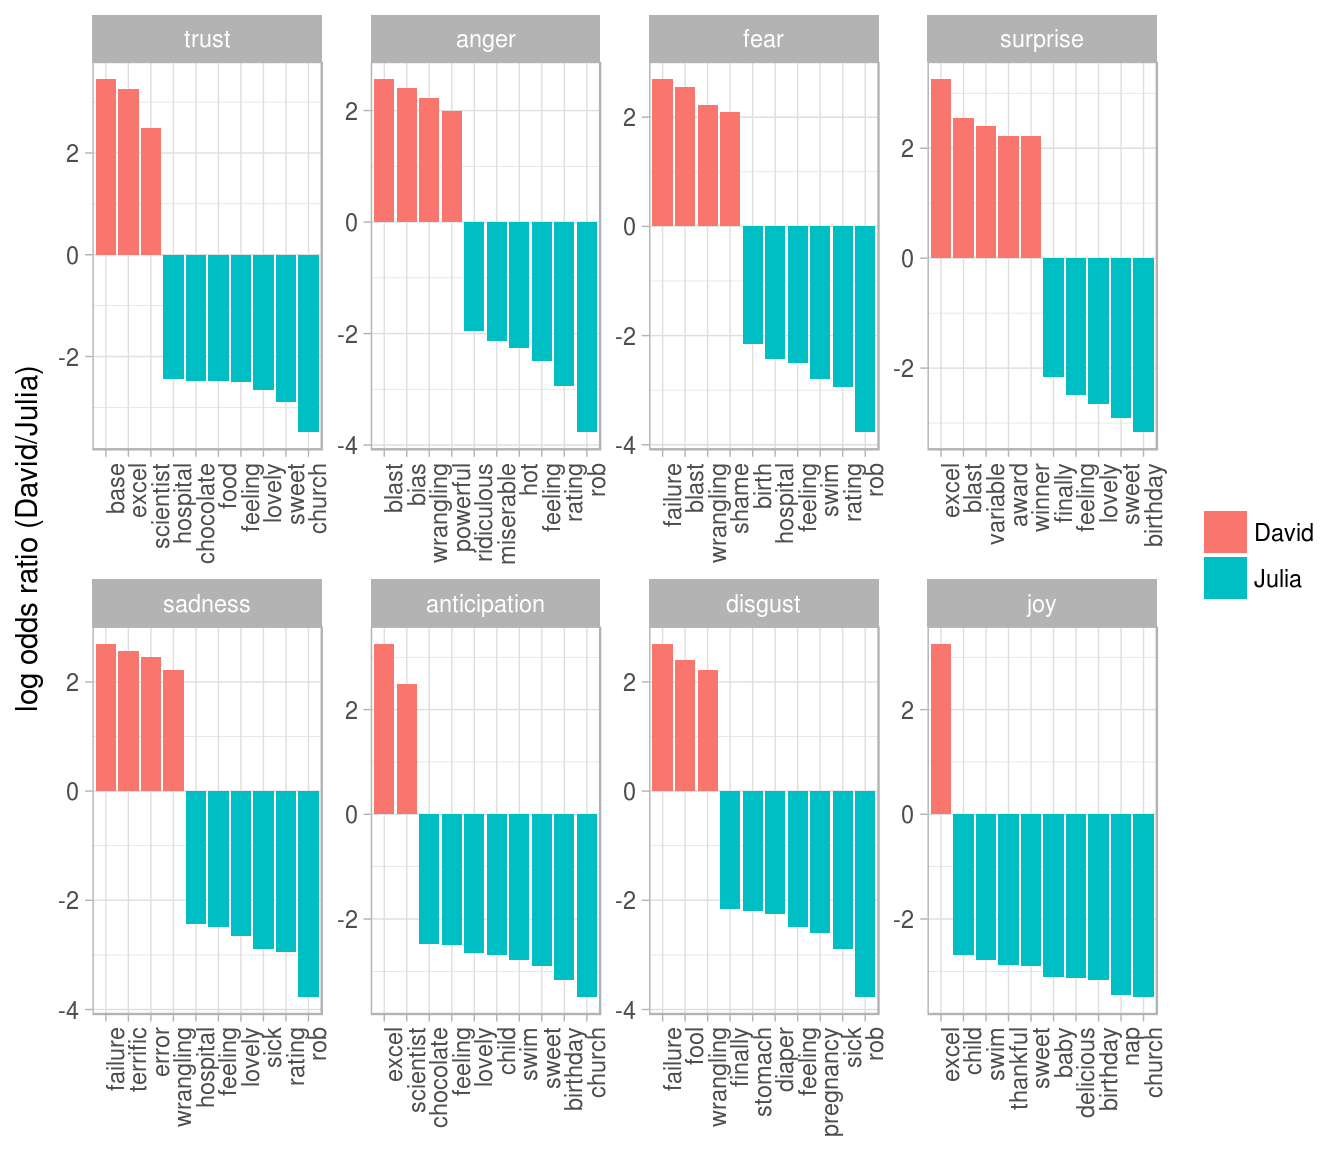 log odds ratio (David/Julia)
trust
2
0
-2
base
excel
scientist
hospital
chocolate
food
feeling
lovely
sweet
church
anger
2
0
-2
-4
blast
bias
wrangling
powerful
ridiculous
miserable
hot
feeling
rating
rob
fear
2
0
-2
-4
failure
blast
wrangling
shame
birth
hospital
feeling
swim
rating
rob
surprise
2
0
-2
excel
blast
variable
award
winner
finally
feeling
lovely
sweet
birthday
sadness
2
0
-2
-4
failure
terrific
error
wrangling
hospital
feeling
lovely
sick
rating
rob
anticipation
2
0
-2
excel
scientist
chocolate
feeling
lovely
child
swim
sweet
birthday
church
disgust
2
0
-2
-4
failure
fool
wrangling
finally
stomach
diaper
feeling
pregnancy
sick
rob
joy
2
0
-2
excel
child
swim
thankful
sweet
baby
delicious
birthday
nap
church
David
Julia